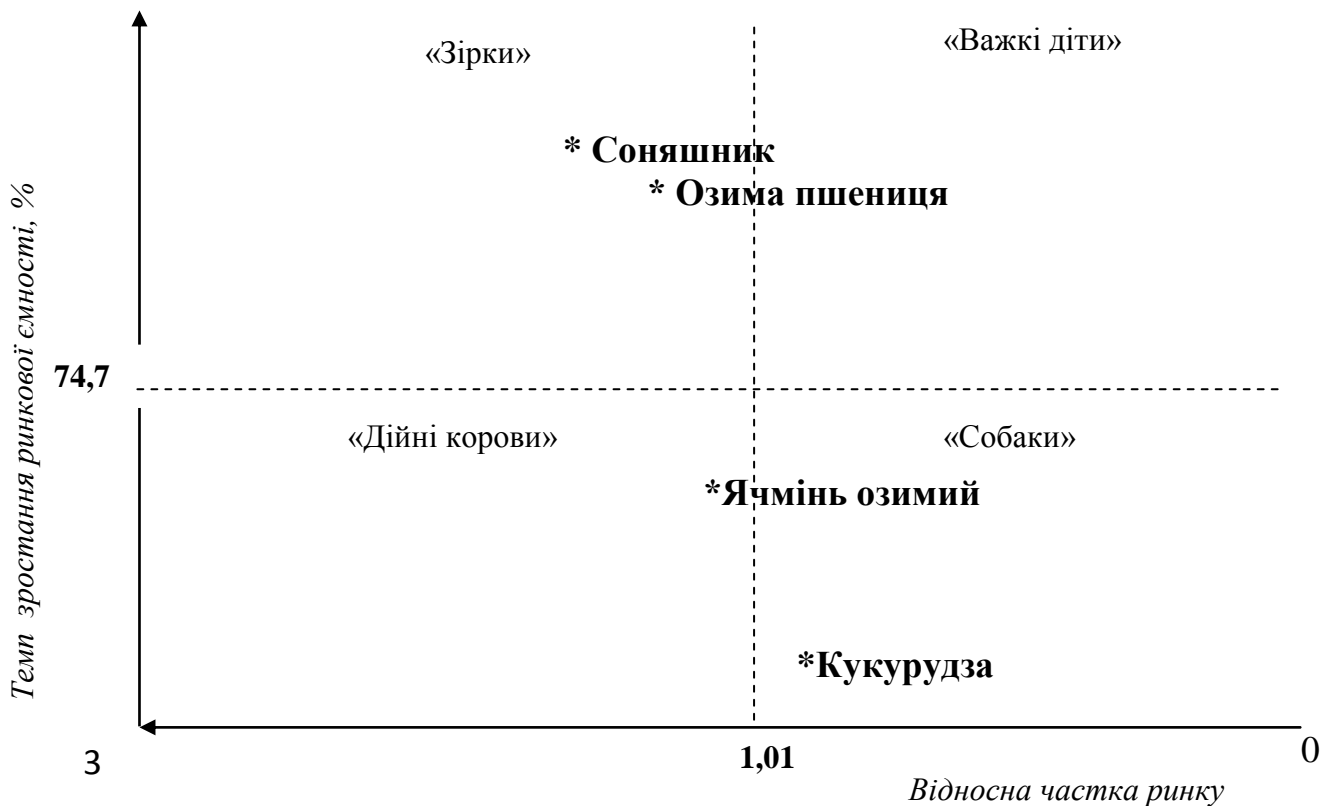 «Зірки»
«Важкі діти»
* Соняшник
* Озима пшениця
Темп зростання ринкової ємності, %
74,7
«Дійні корови»
«Собаки»
*Ячмінь озимий
*Кукурудза
3
1,01
0
Відносна частка ринку